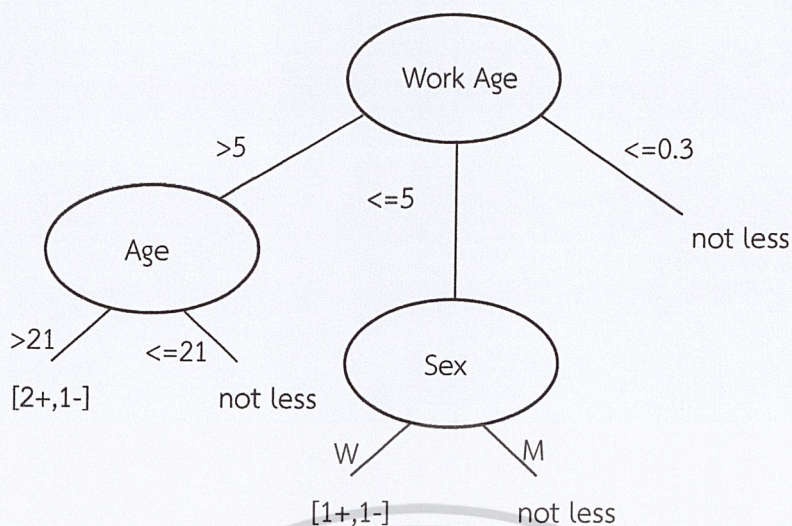 Work Age
>5
<=5
<=0.3
not less
Age
>21
<=21
[2+,1-]
not less
Sex
W
M
[1+,1-]
not less